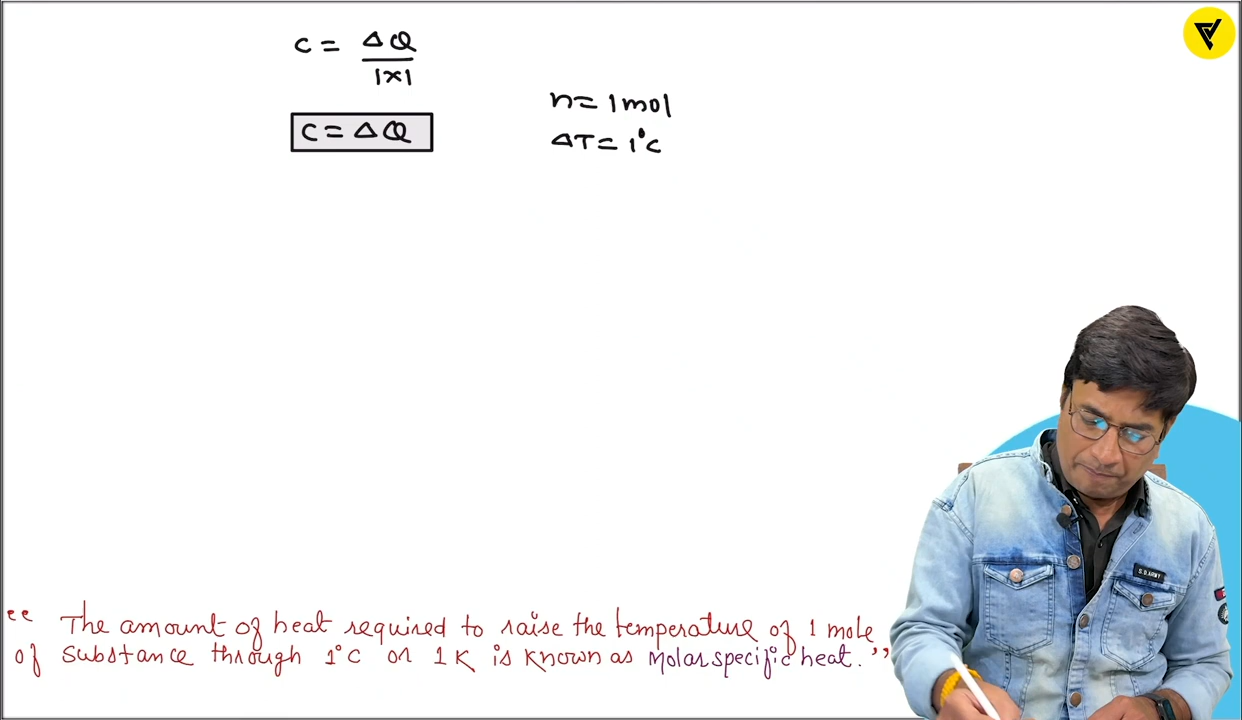 C = ΔQ
1×1
C = ΔQ
n = 1 mol
ΔT = 1°C
“ The amount of heat required to raise the temperature of 1 mole
of substance through 1°C or 1 K is known as Molar specific heat. ”
S.B.ARMY